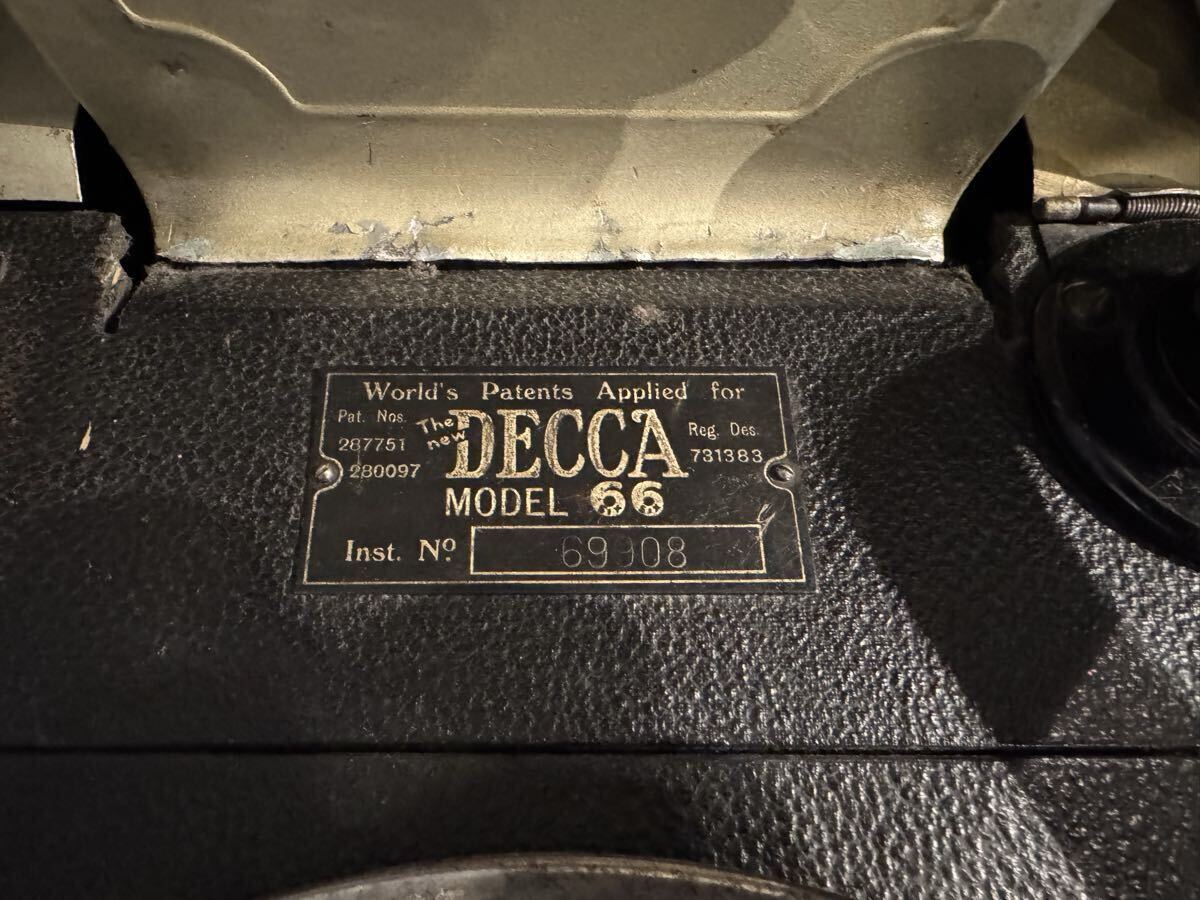 World's Patents Applied for
Pat. Nos.
287751
280097
The new DECCA
Reg. Des.
731383
MODEL 66
Inst. Nº 69908